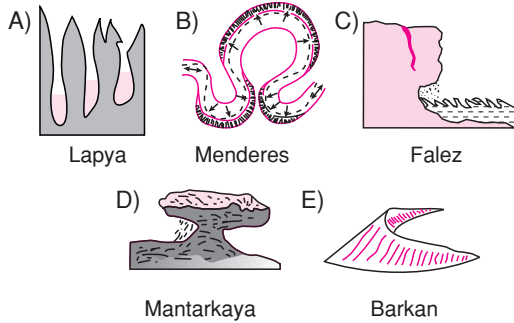 A)
Lapya
B)
Menderes
C)
Falez
D)
Mantarkaya
E)
Barkan